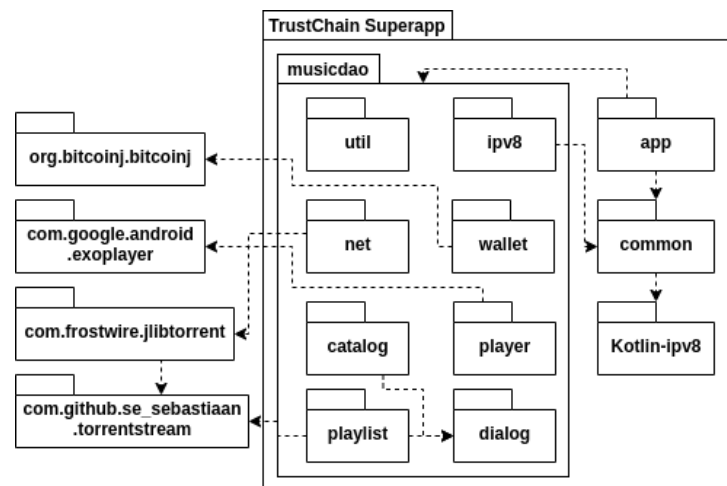 TrustChain Superapp
musicdao
util
ipv8
app
org.bitcoinj.bitcoinj
com.google.android
.exoplayer
net
wallet
common
com.frostwire.jlibtorrent
catalog
player
Kotlin-ipv8
com.github.se_sebastiaan
.torrentstream
playlist
dialog